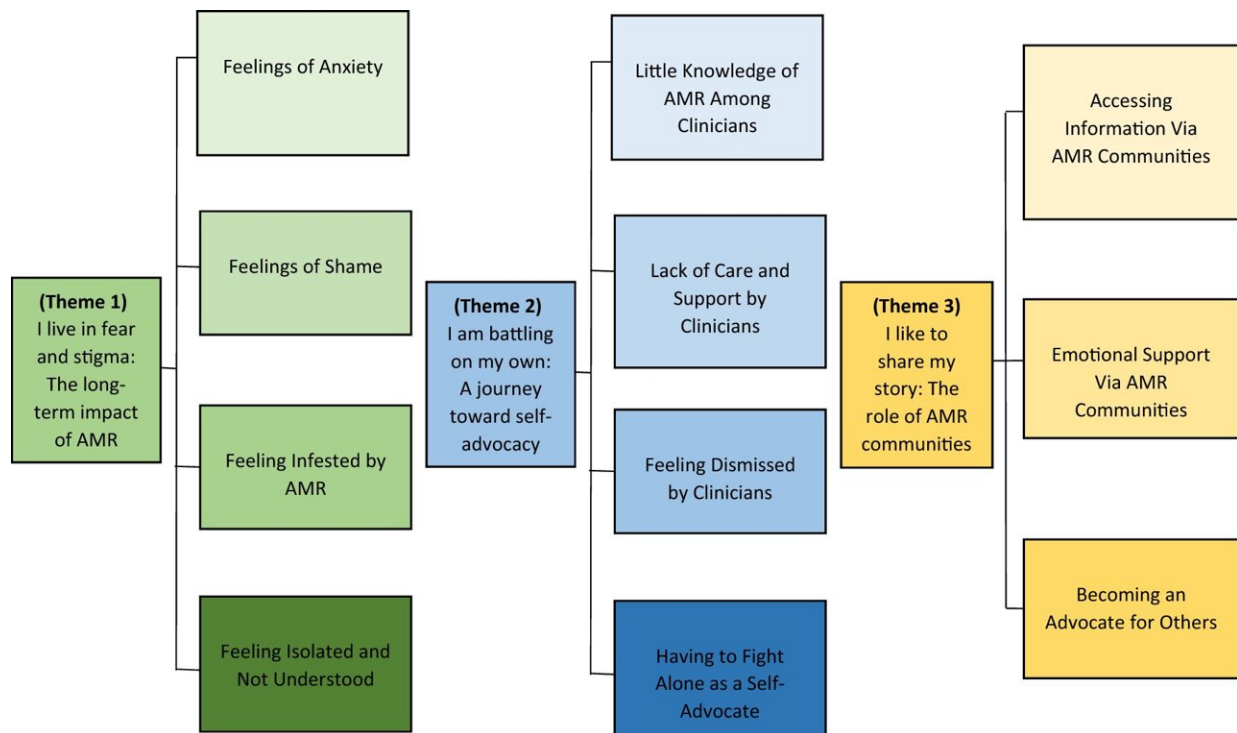 (Theme 1)
I live in fear
and stigma:
The long-
term impact
of AMR
Feelings of Anxiety
Feelings of Shame
Feeling Infested by
AMR
Feeling Isolated and
Not Understood
(Theme 2)
I am battling
on my own:
A journey
toward self-
advocacy
Little Knowledge of
AMR Among
Clinicians
Lack of Care and
Support by
Clinicians
Feeling Dismissed
by Clinicians
Having to Fight
Alone as a Self-
Advocate
(Theme 3)
I like to
share my
story: The
role of AMR
communities
Accessing
Information Via
AMR Communities
Emotional Support
Via AMR
Communities
Becoming an
Advocate for Others